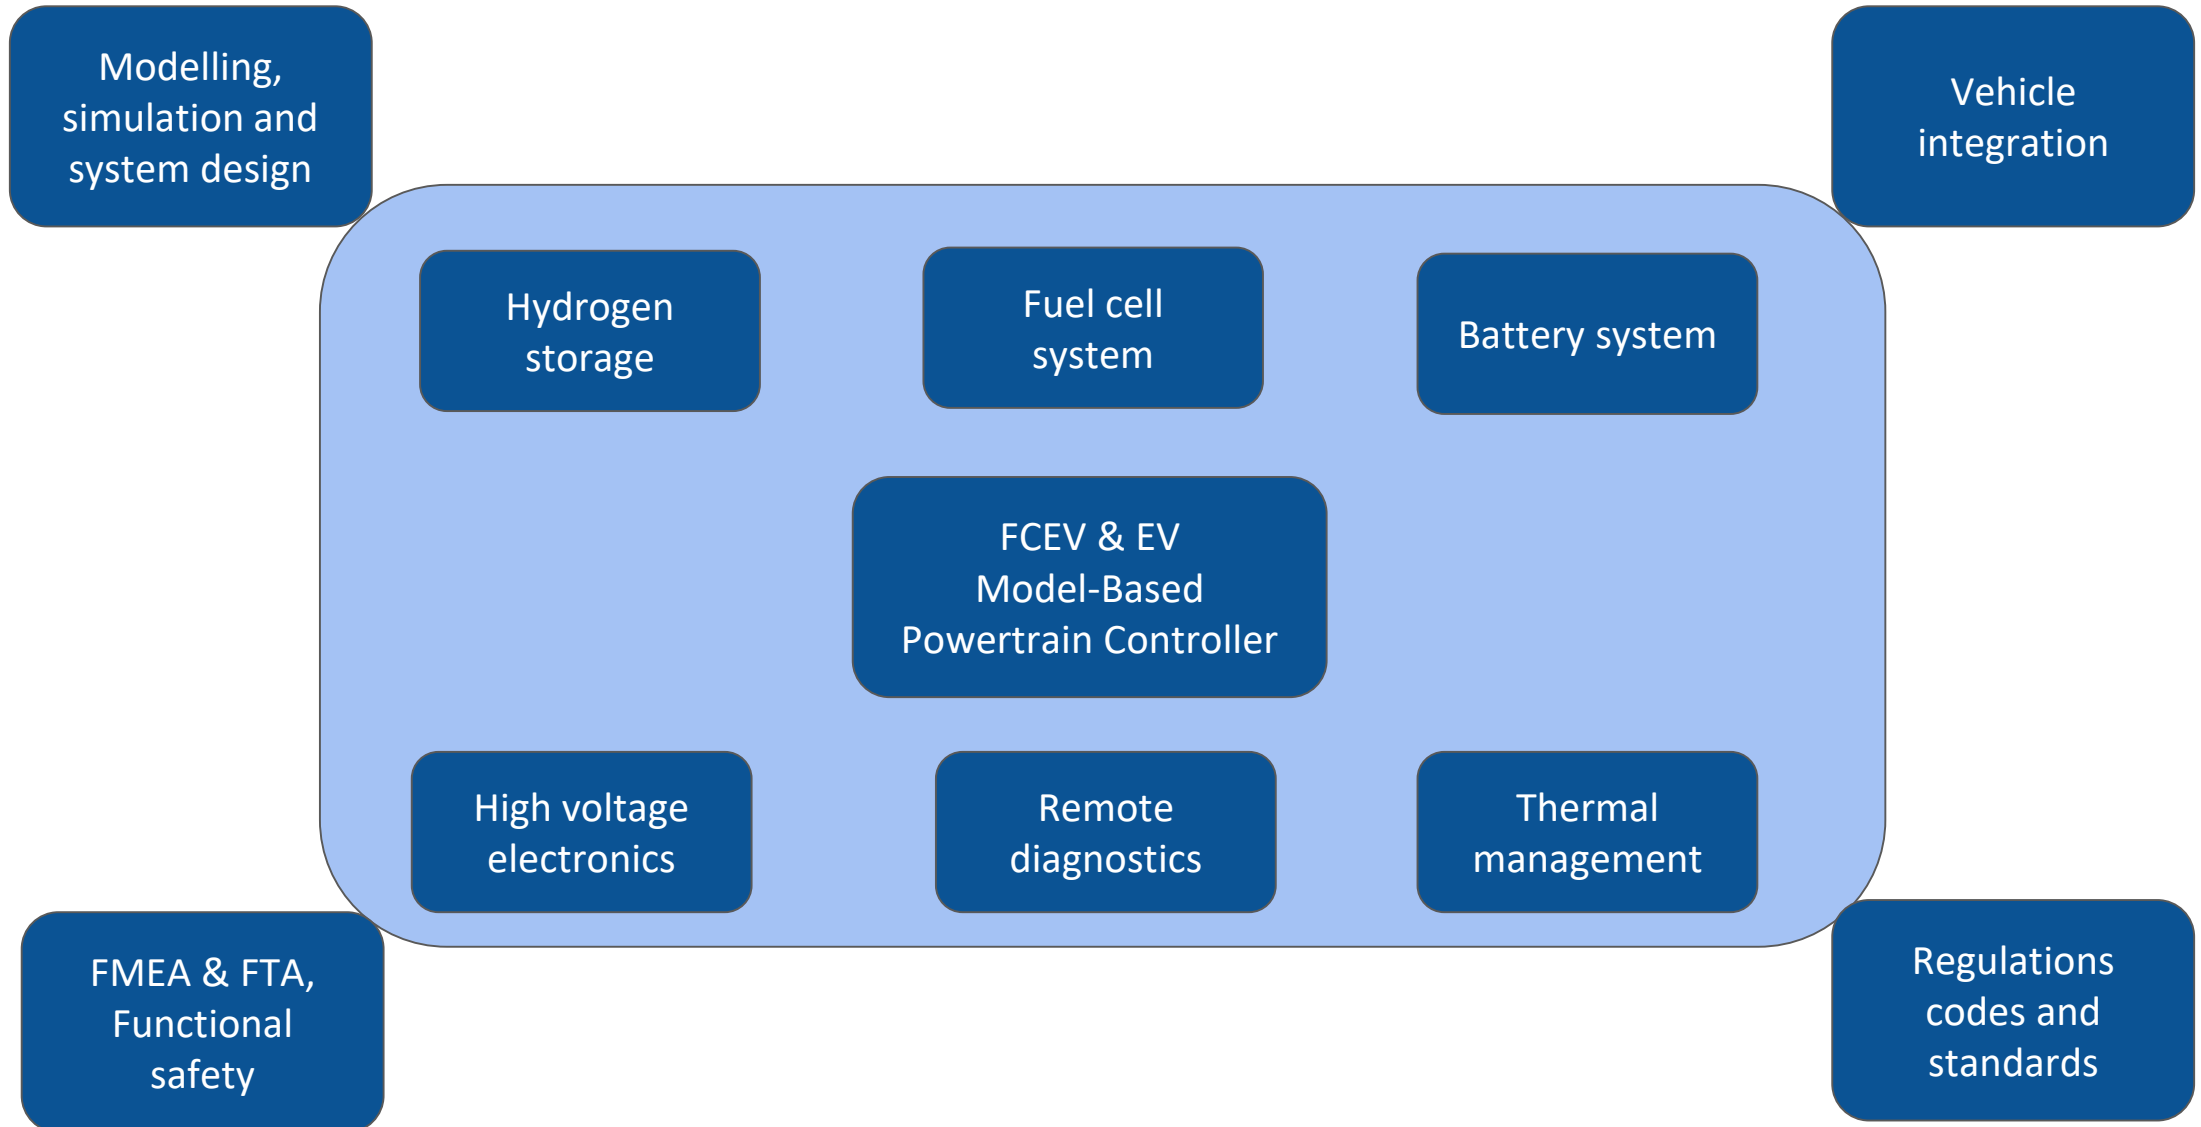 Modelling,
simulation and
system design
Vehicle
integration
Hydrogen
storage
Fuel cell
system
Battery system
FCEV & EV
Model-Based
Powertrain Controller
High voltage
electronics
Remote
diagnostics
Thermal
management
FMEA & FTA,
Functional
safety
Regulations
codes and
standards